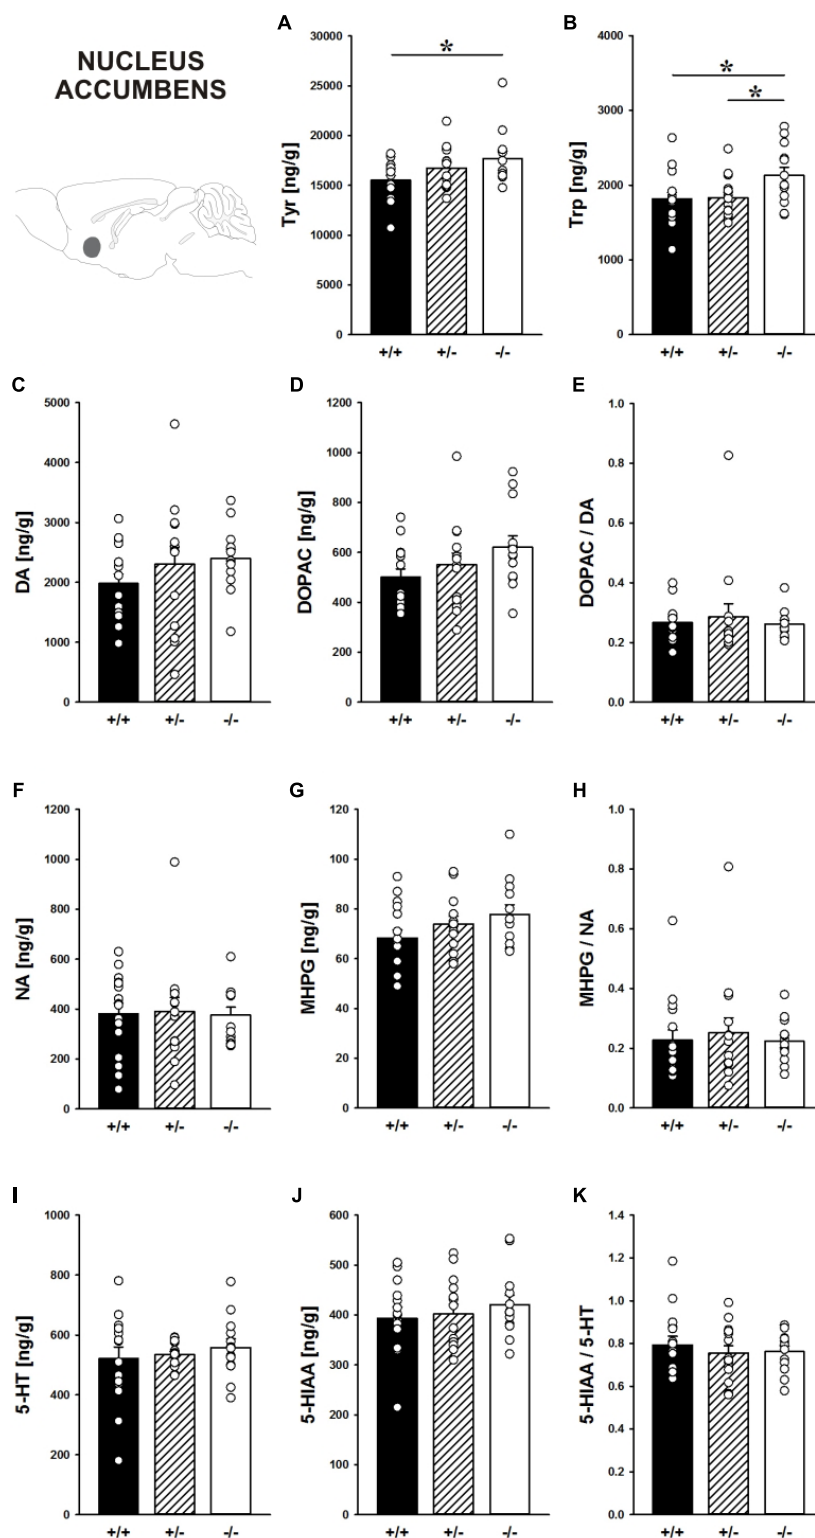 NUCLEUS
ACCUMBENS
A
Tyr [ng/g]
30000
25000
20000
15000
10000
5000
0
*
+/+ +/- -/-
B
Trp [ng/g]
4000
3000
2000
1000
0
*
*
+/+ +/- -/-
C
DA [ng/g]
5000
4000
3000
2000
1000
0
+/+ +/- -/-
D
DOPAC [ng/g]
1200
1000
800
600
400
200
0
+/+ +/- -/-
E
DOPAC / DA
1.0
0.8
0.6
0.4
0.2
0.0
+/+ +/- -/-
F
NA [ng/g]
1200
1000
800
600
400
200
0
+/+ +/- -/-
G
MHPG [ng/g]
120
100
80
60
40
20
0
+/+ +/- -/-
H
MHPG / NA
1.0
0.8
0.6
0.4
0.2
0.0
+/+ +/- -/-
I
5-HT [ng/g]
1000
800
600
400
200
0
+/+ +/- -/-
J
5-HIAA [ng/g]
600
500
400
300
200
100
0
+/+ +/- -/-
K
5-HIAA / 5-HT
1.4
1.2
1.0
0.8
0.6
0.4
0.2
0.0
+/+ +/- -/-